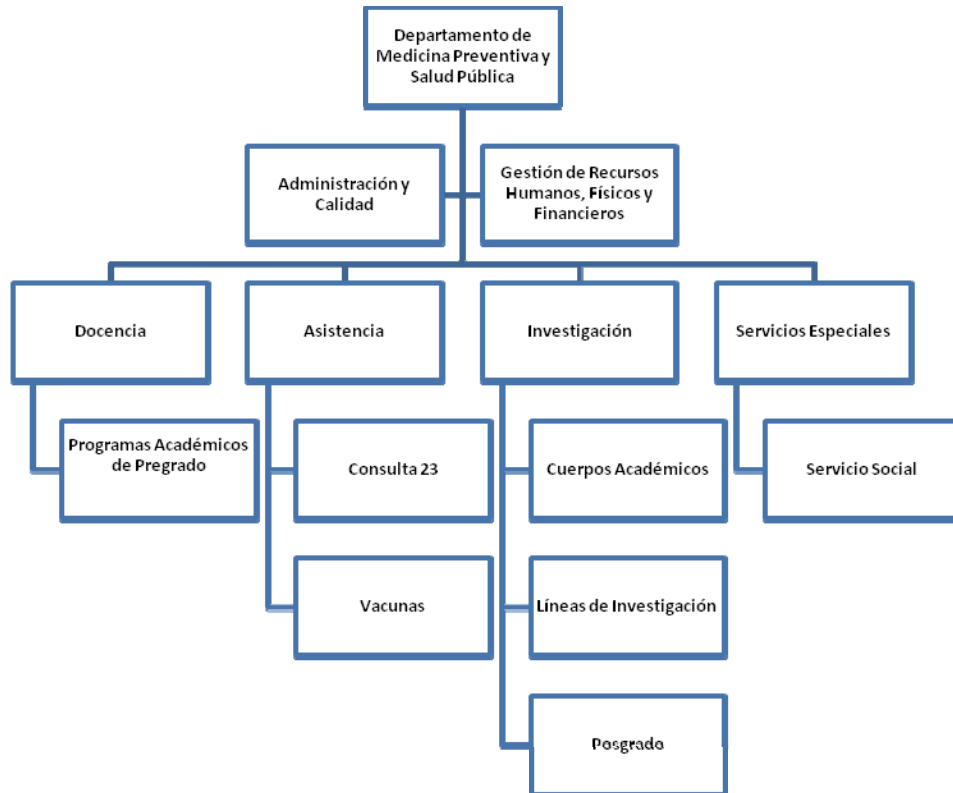 Departamento de
Medicina Preventiva y
Salud Pública
Administración y
Calidad
Gestión de Recursos
Humanos, Físicos y
Financieros
Docencia
Asistencia
Investigación
Servicios Especiales
Programas Académicos
de Pregrado
Consulta 23
Cuerpos Académicos
Servicio Social
Vacunas
Líneas de Investigación
Posgrado